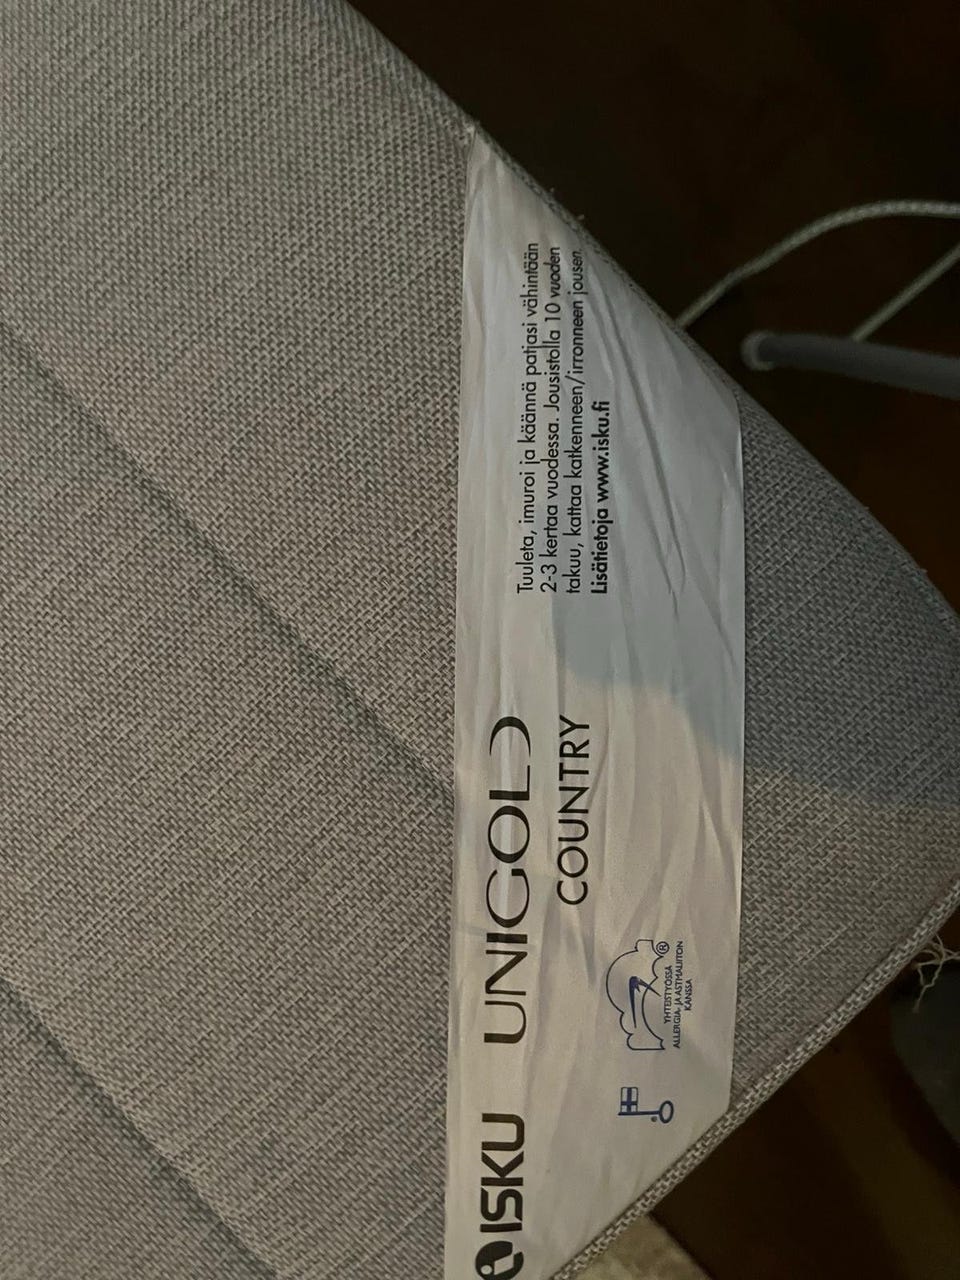 ISKU UNIGOLD
COUNTRY
Tuuleta, imuroi ja käännä patjasi vähintään
2-3 kertaa vuodessa. Jousistolla 10 vuoden
takuu, kattaa katkenneen/irronneen jousen.
Lisätietoja www.isku.fi
YHTEISTYÖSSÄ
ALLERGIA- JA ASTMALIITON
KANSSA
®